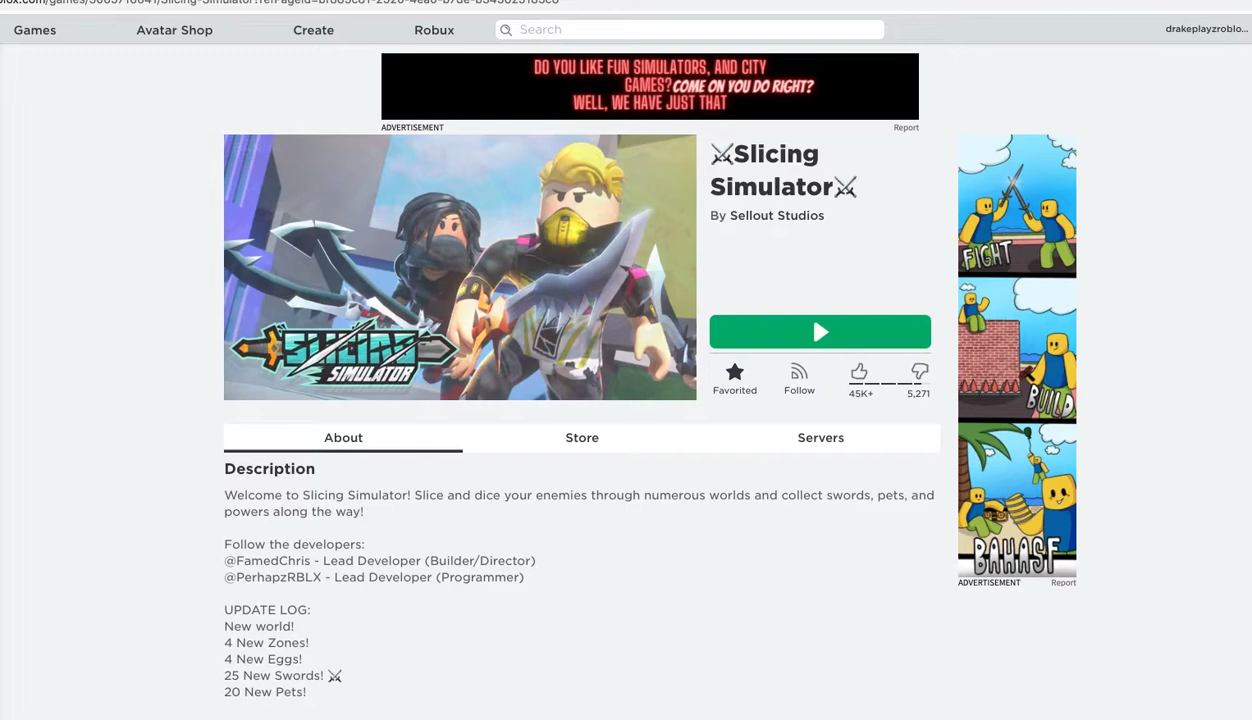 Games Avatar Shop Create Robux Search drakeplayzroblo...
DO YOU LIKE FUN SIMULATORS, AND CITY
GAMES? COME ON YOU DO RIGHT?
WELL, WE HAVE JUST THAT
ADVERTISEMENT Report
SLICING
SIMULATOR
⚔Slicing
Simulator⚔
By Sellout Studios
Favorited Follow 45K+ 5,271
FIGHT
BUILD
BAHASF
ADVERTISEMENT Report
About Store Servers
Description
Welcome to Slicing Simulator! Slice and dice your enemies through numerous worlds and collect swords, pets, and
powers along the way!
Follow the developers:
@FamedChris - Lead Developer (Builder/Director)
@PerhapzRBLX - Lead Developer (Programmer)
UPDATE LOG:
New world!
4 New Zones!
4 New Eggs!
25 New Swords! ⚔
20 New Pets!